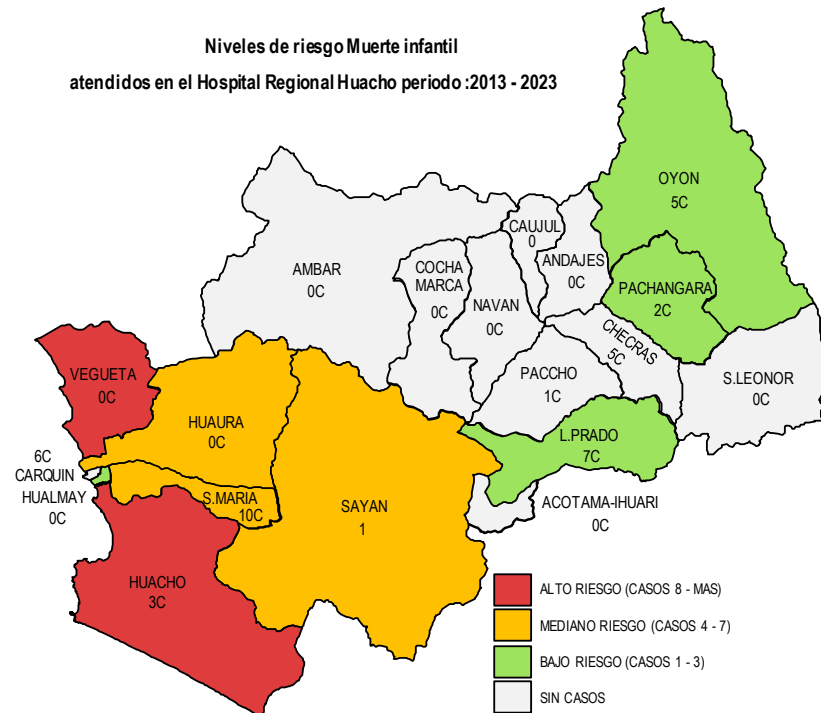 Niveles de riesgo Muerte infantil
atendidos en el Hospital Regional Huacho periodo :2013 - 2023
OYON
5C
CAUJUL
0
ANDAJES
0C
AMBAR
0C
COCHA
MARCA
0C
NAVAN
0C
PACHANGARA
2C
CHECRAS
5C
VEGUETA
0C
PACCHO
1C
S.LEONOR
0C
HUAURA
0C
L.PRADO
7C
6C
CARQUIN
HUALMAY
0C
S.MARIA
10C
SAYAN
1
ACOTAMA-IHUARI
0C
HUACHO
3C
ALTO RIESGO (CASOS 8 - MAS)
MEDIANO RIESGO (CASOS 4 - 7)
BAJO RIESGO (CASOS 1 - 3)
SIN CASOS